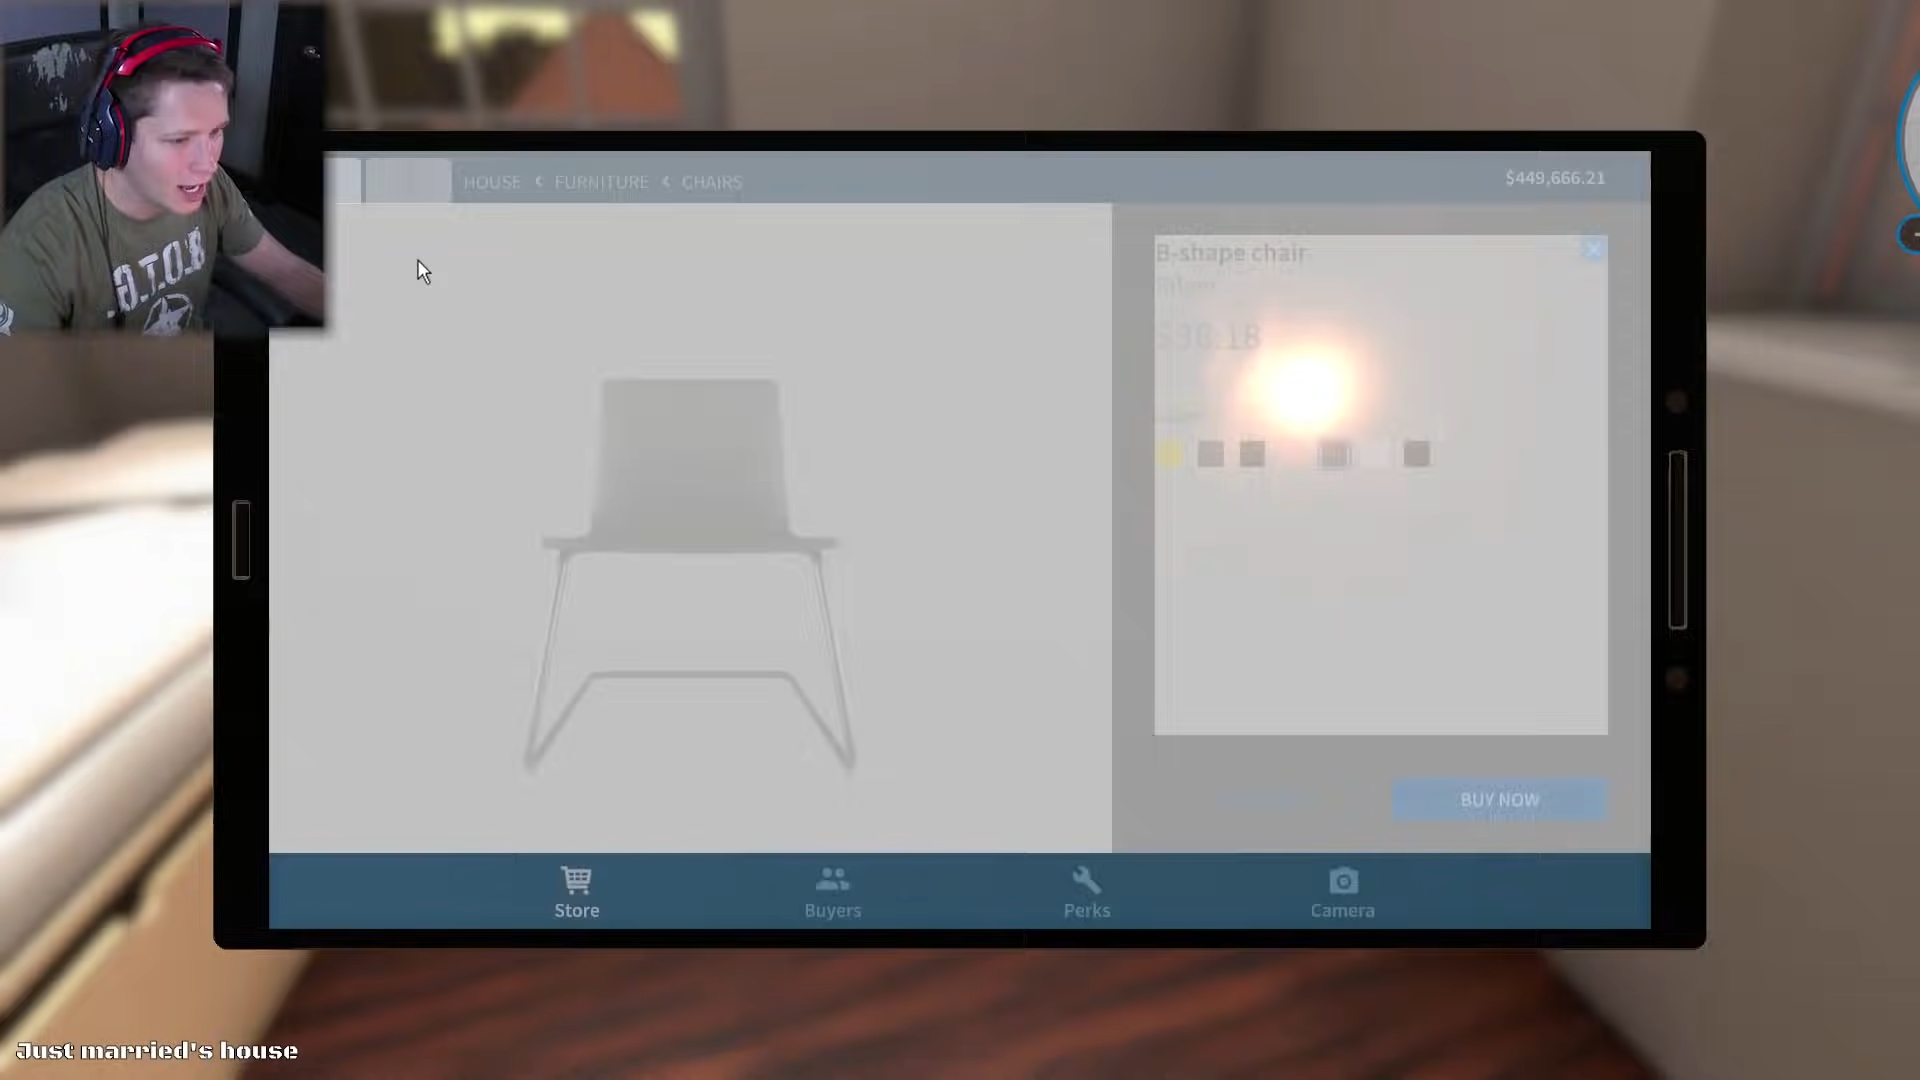 HOUSE < FURNITURE < CHAIRS
$449,666.21
B-shape chair
BUY NOW
Store
Buyers
Perks
Camera
Just married's house